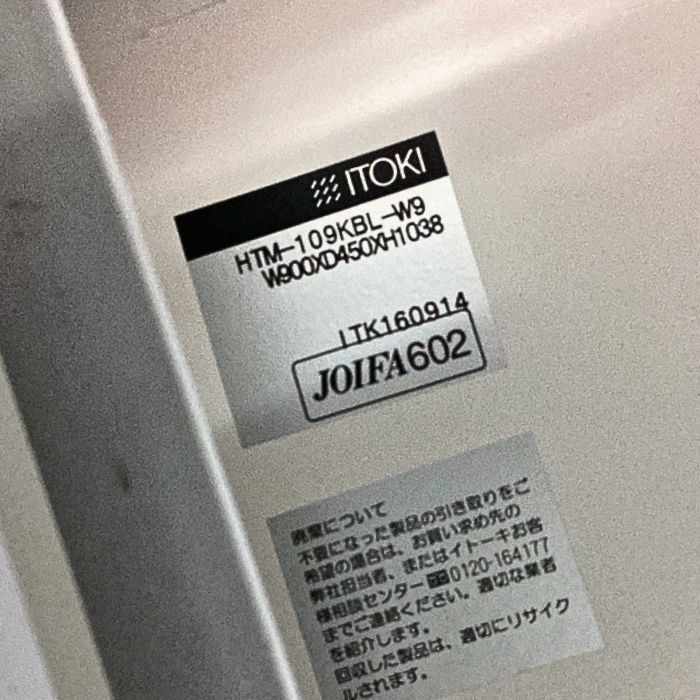 ITOKI
HTM-109KBL-W9
W900XD450XH1038
ITK160914
JOIFA602
廃棄について
不要になった製品の引き取りをご
希望の場合は、お買い求め先の
弊社担当者、またはイトーキお客
様相談センター 0120-164177
までご連絡ください。適切な業者
を紹介します。
回収した製品は、適切にリサイク
ルされます。